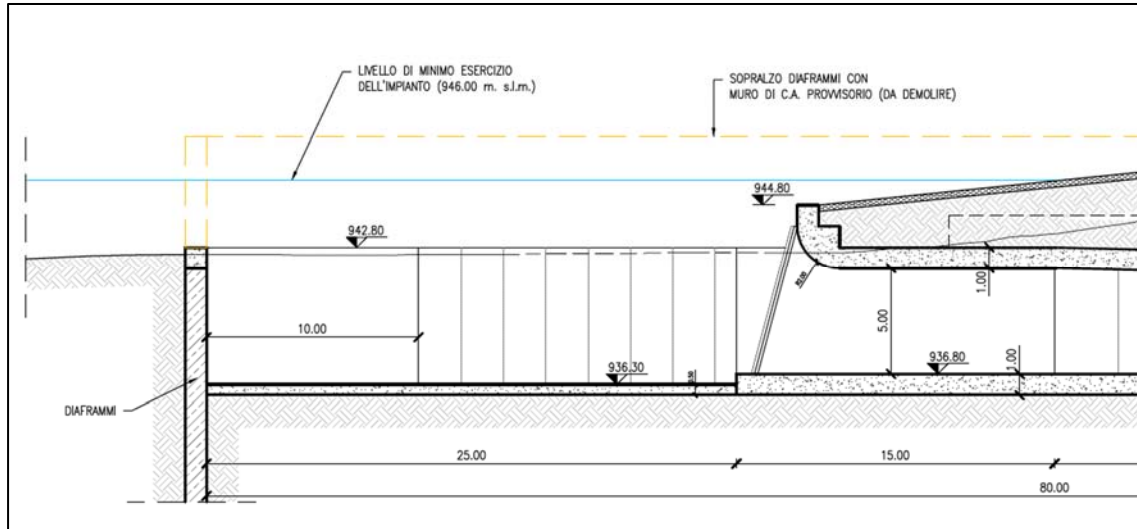 LIVELLO DI MINIMO ESERCIZIO
DELL'IMPIANTO (946.00 m. s.l.m.)
SOPRALZO DIAFRAMMI CON
MURO DI C.A. PROVVISORIO (DA DEMOLIRE)
944.80
942.80
1.00
5.00
10.00
936.30
936.80
1.00
DIAFRAMMI
25.00
15.00
80.00